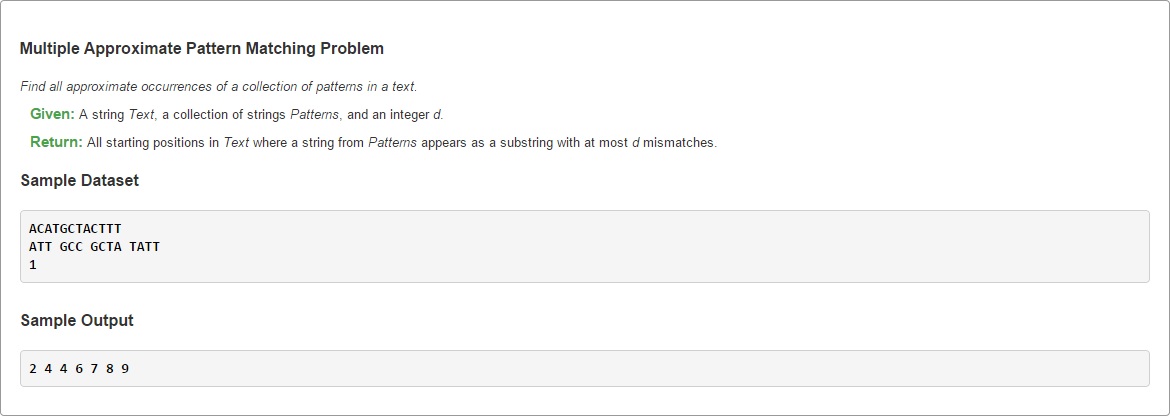 Multiple Approximate Pattern Matching Problem
Find all approximate occurrences of a collection of patterns in a text.
Given: A string Text, a collection of strings Patterns, and an integer d.
Return: All starting positions in Text where a string from Patterns appears as a substring with at most d mismatches.
Sample Dataset
ACATGCTACTTT
ATT GCC GCTA TATT
1
Sample Output
2 4 4 6 7 8 9